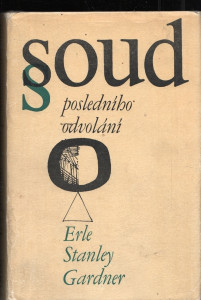 soud
§
posledního
odvolání
Erle
Stanley
Gardner